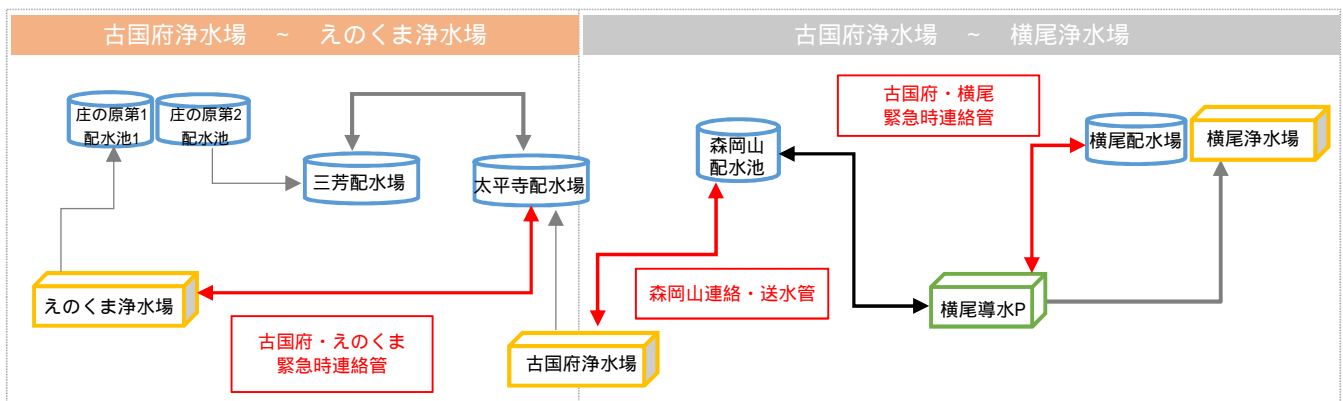 古国府浄水場　~　えのくま浄水場
古国府浄水場　~　横尾浄水場
庄の原第1
配水池1
庄の原第2
配水池
三芳配水場
太平寺配水場
えのくま浄水場
古国府・えのくま
緊急時連絡管
古国府浄水場
森岡山
配水池
古国府・横尾
緊急時連絡管
横尾配水場
横尾浄水場
森岡山連絡・送水管
横尾導水P